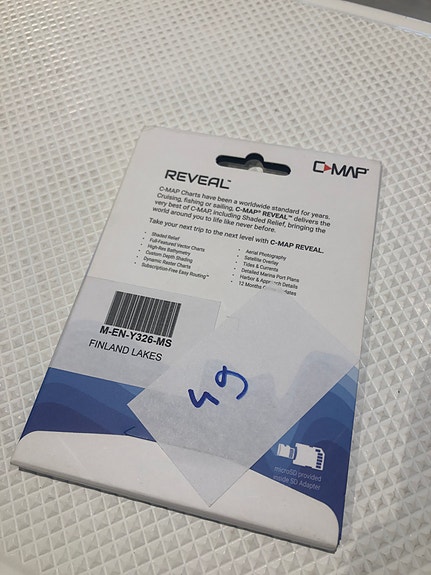 C-MAP
REVEAL™
C-MAP Charts have been a worldwide standard for years.
Cruising, fishing or sailing, C-MAP® REVEAL™ delivers the
very best of C-MAP, including Shaded Relief, bringing the
world around you to life like never before.
Take your next trip to the next level with C-MAP REVEAL.
• Shaded Relief
• Full-Featured Vector Charts
• High-Res Bathymetry
• Custom Depth Shading
• Dynamic Raster Charts
• Subscription-Free Easy Routing™
• Aerial Photography
• Satellite Overlay
• Tides & Currents
• Detailed Marine Port Plans
• Harbor & Approach Details
• 12 Months
M-EN-Y326-MS
FINLAND LAKES
microSD provided
inside SD Adapter